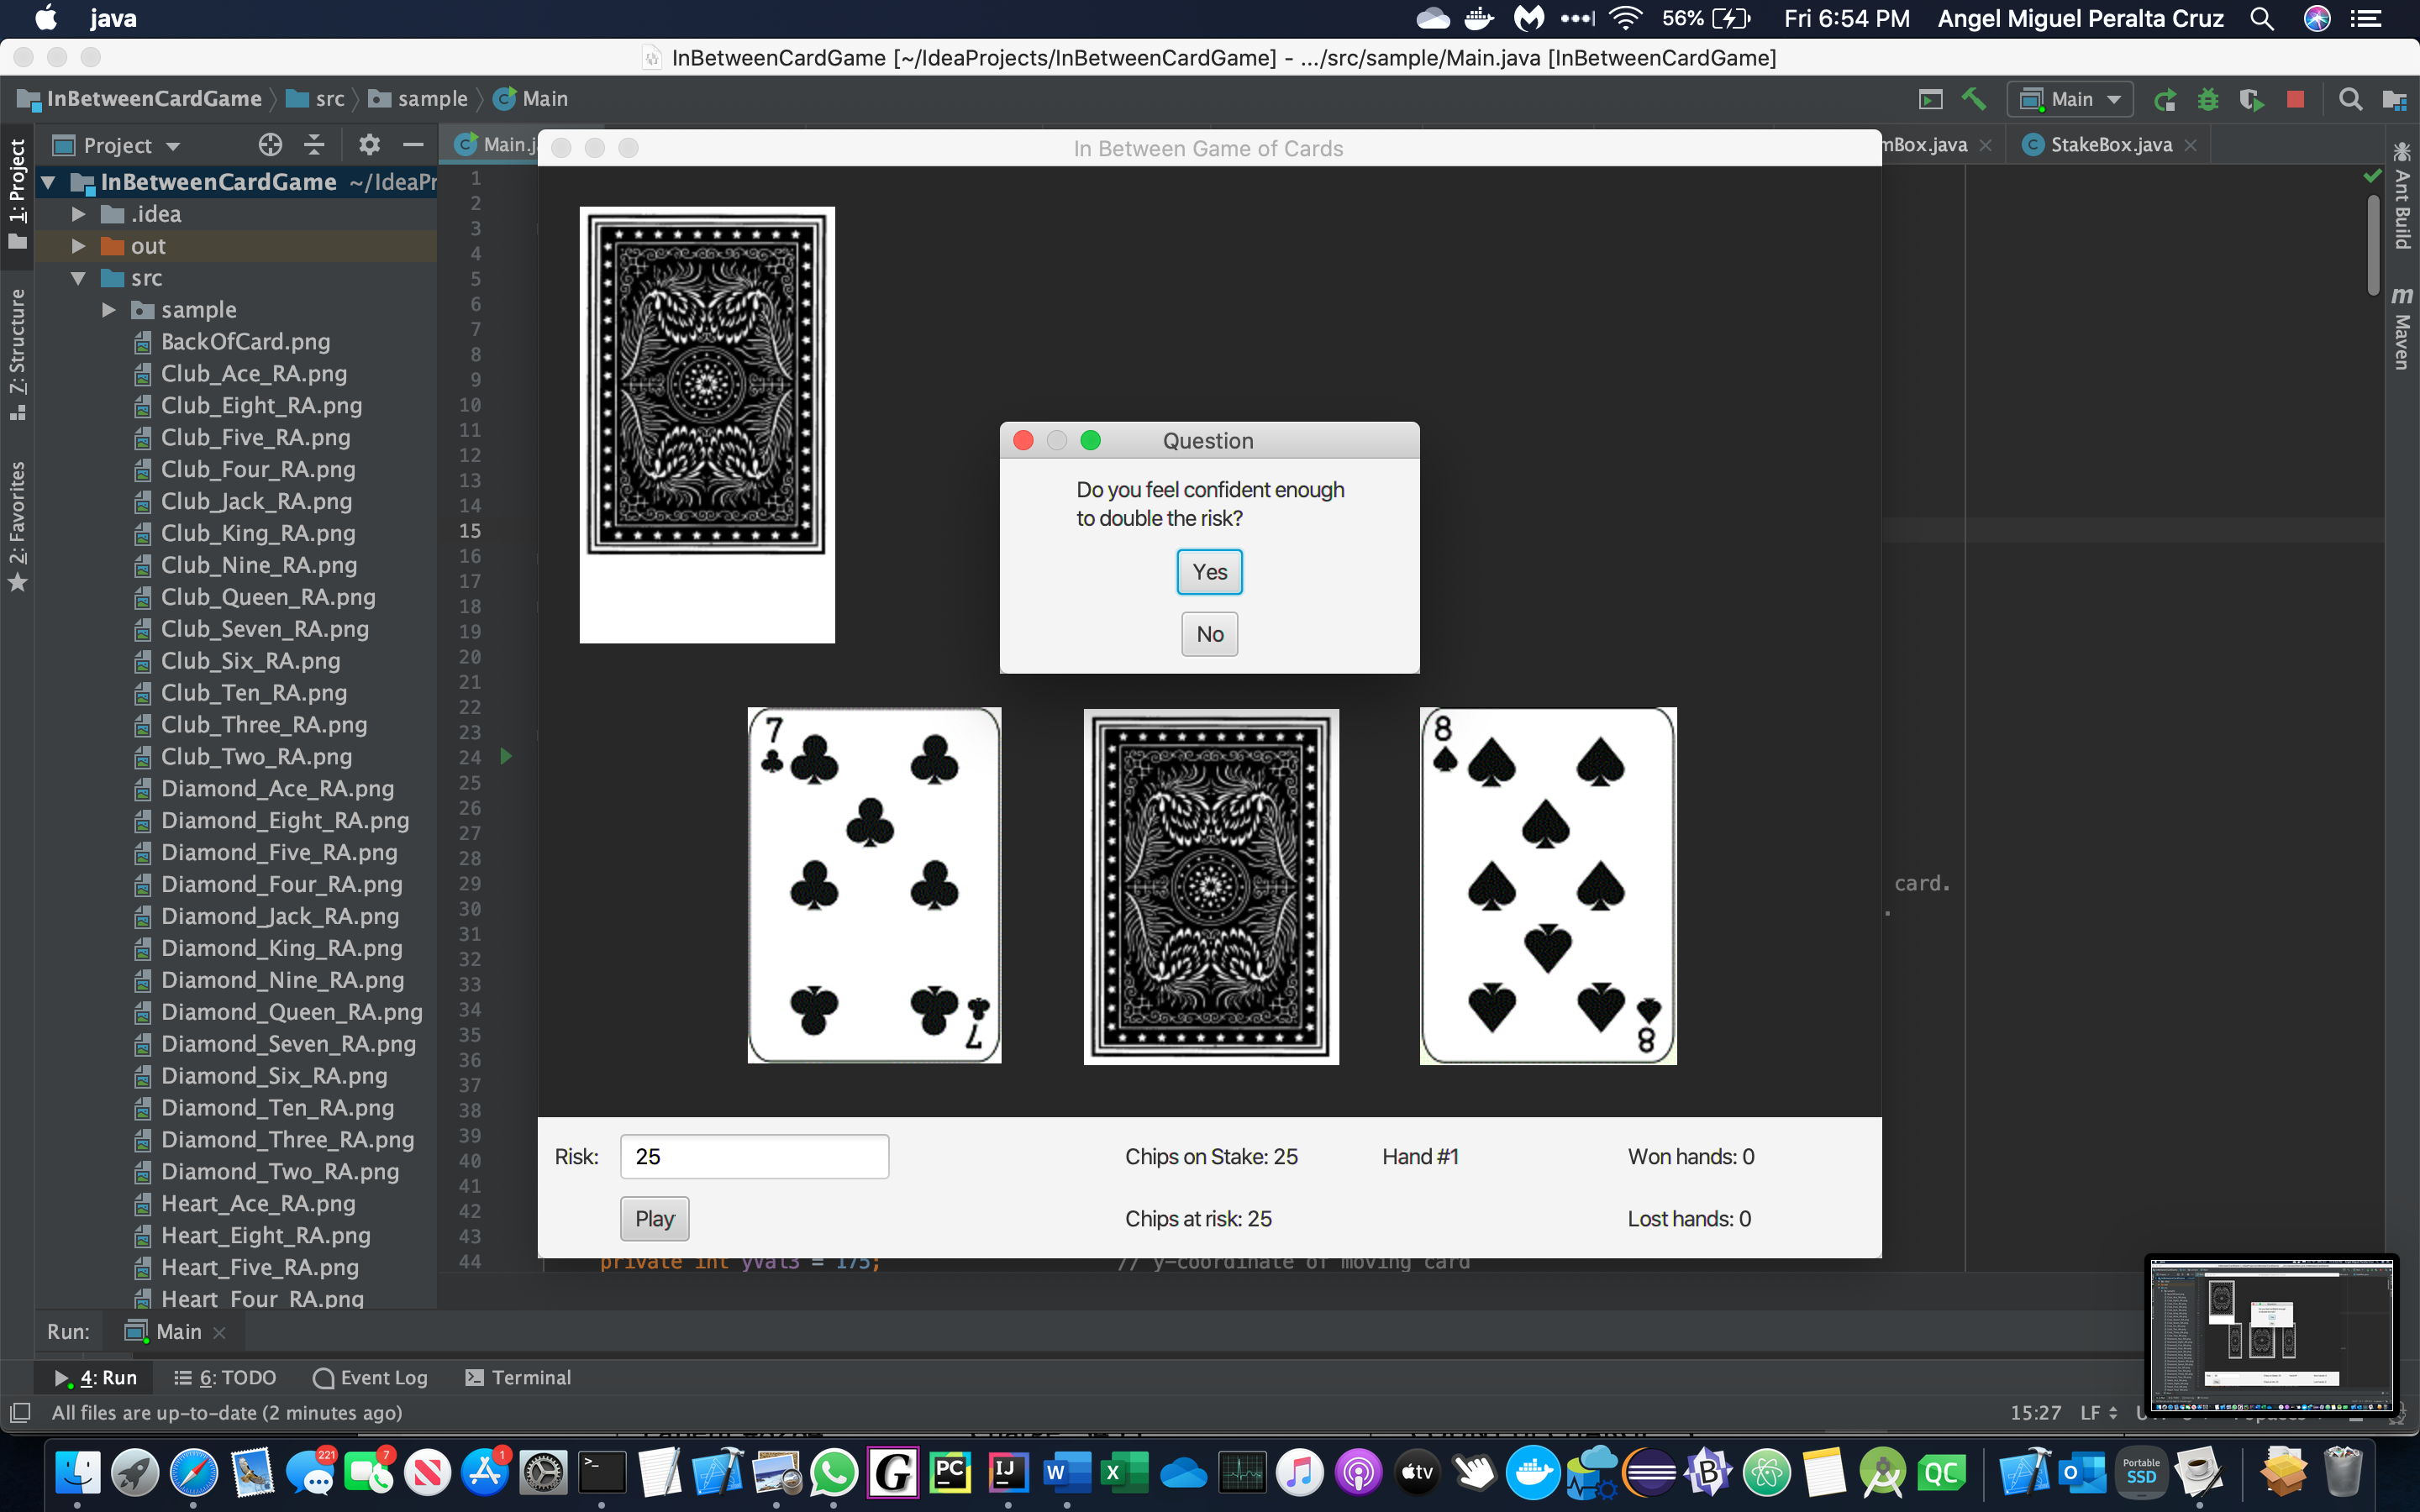 java
56%
Fri 6:54 PM
Angel Miguel Peralta Cruz
InBetweenCardGame [~/IdeaProjects/InBetweenCardGame] - .../src/sample/Main.java [InBetweenCardGame]
InBetweenCardGame
src
sample
Main
Main
Project
Main.j
In Between Game of Cards
mBox.java
StakeBox.java
1: Project
Z: Structure
2: Favorites
Ant Build
m Maven
InBetweenCardGame ~/IdeaPr
.idea
out
src
sample
BackOfCard.png
Club_Ace_RA.png
Club_Eight_RA.png
Club_Five_RA.png
Club_Four_RA.png
Club_Jack_RA.png
Club_King_RA.png
Club_Nine_RA.png
Club_Queen_RA.png
Club_Seven_RA.png
Club_Six_RA.png
Club_Ten_RA.png
Club_Three_RA.png
Club_Two_RA.png
Diamond_Ace_RA.png
Diamond_Eight_RA.png
Diamond_Five_RA.png
Diamond_Four_RA.png
Diamond_Jack_RA.png
Diamond_King_RA.png
Diamond_Nine_RA.png
Diamond_Queen_RA.png
Diamond_Seven_RA.png
Diamond_Six_RA.png
Diamond_Ten_RA.png
Diamond_Three_RA.png
Diamond_Two_RA.png
Heart_Ace_RA.png
Heart_Eight_RA.png
Heart_Five_RA.png
Heart_Four_RA.png
1
2
3
4
5
6
7
8
9
10
11
12
13
14
15
16
17
18
19
20
21
22
23
24
25
26
27
28
29
30
31
32
33
34
35
36
37
38
39
40
41
42
43
44
Question
Do you feel confident enough
to double the risk?
Yes
No
7
7
8
8
card.
.
Risk:
25
Chips on Stake: 25
Hand #1
Won hands: 0
Play
Chips at risk: 25
Lost hands: 0
private int yVal3 = 175;
// y-coordinate of moving card
Run:
Main
4: Run
6: TODO
Event Log
Terminal
All files are up-to-date (2 minutes ago)
15:27
LF
221
7
1
G
PC
IJ
W
X
tv
B
QC
O
Portable
SSD